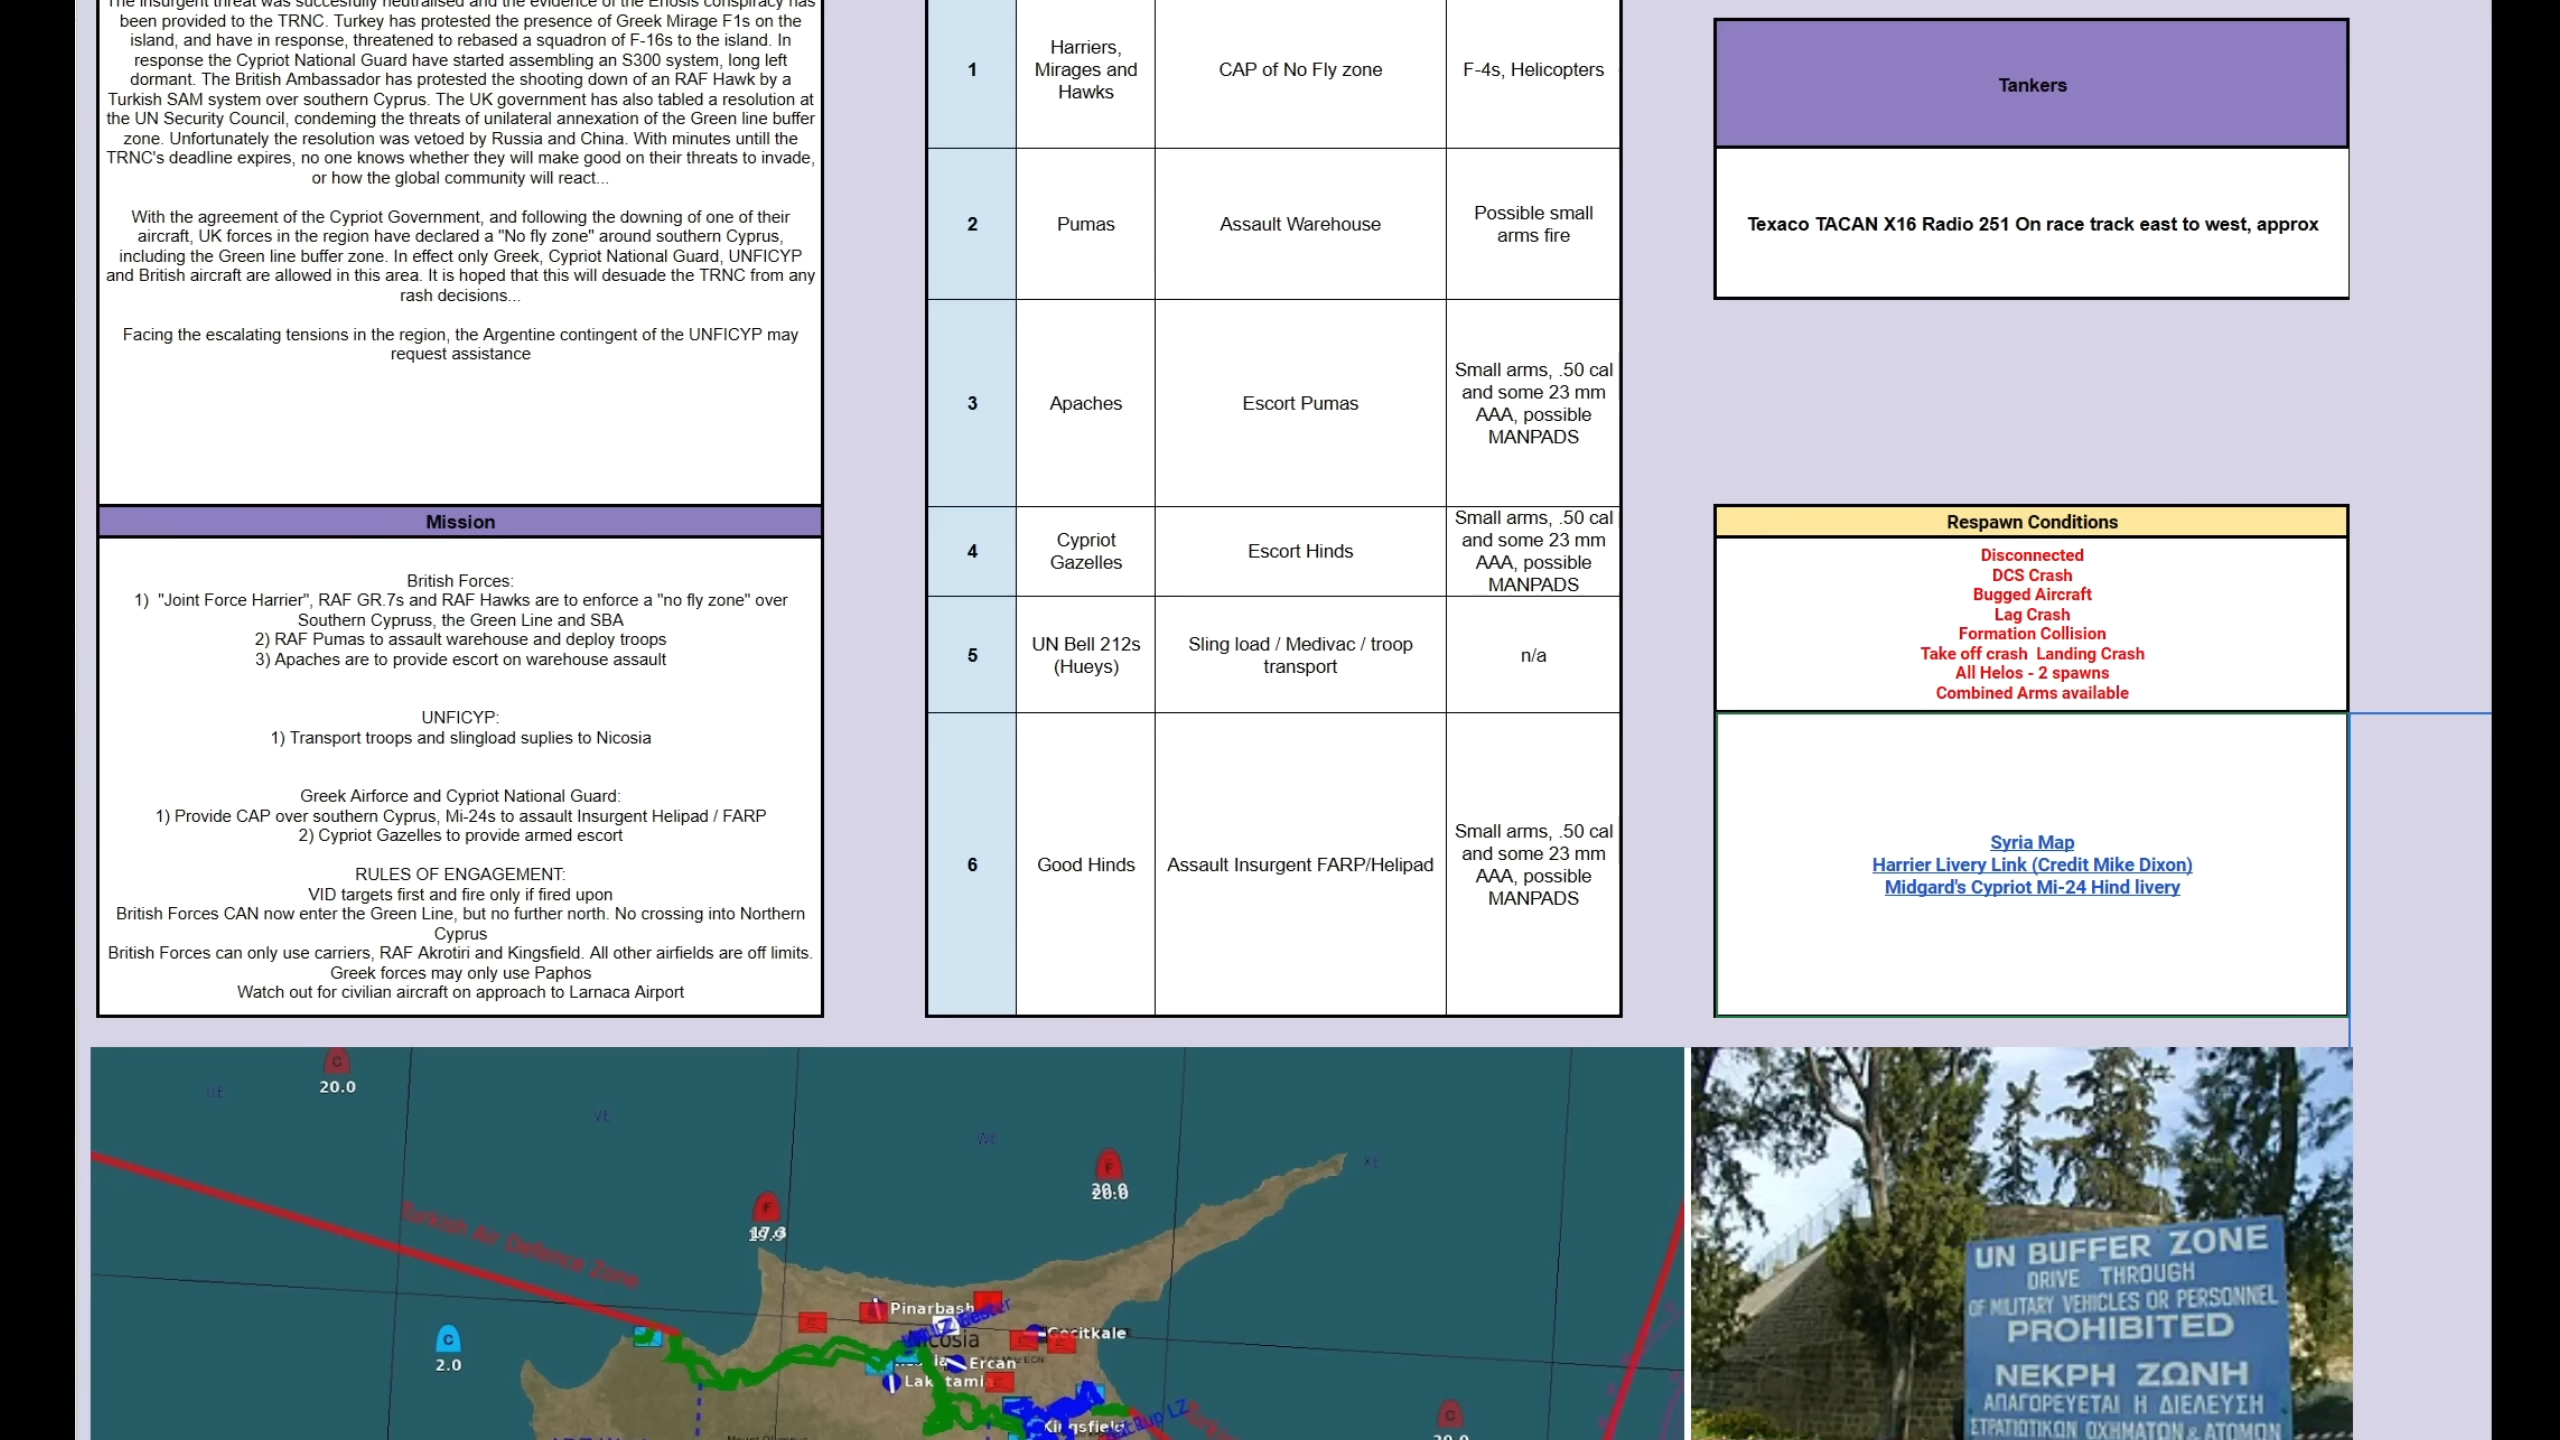 The insurgent threat was succesfully neutralised and the evidence of the Enosis conspiracy has
been provided to the TRNC. Turkey has protested the presence of Greek Mirage F1s on the
island, and have in response, threatened to rebased a squadron of F-16s to the island. In
response the Cypriot National Guard have started assembling an S300 system, long left
dormant. The British Ambassador has protested the shooting down of an RAF Hawk by a
Turkish SAM system over southern Cyprus. The UK government has also tabled a resolution at
the UN Security Council, condeming the threats of unilateral annexation of the Green line buffer
zone. Unfortunately the resolution was vetoed by Russia and China. With minutes untill the
TRNC's deadline expires, no one knows whether they will make good on their threats to invade,
or how the global community will react...
With the agreement of the Cypriot Government, and following the downing of one of their
aircraft, UK forces in the region have declared a "No fly zone" around southern Cyprus,
including the Green line buffer zone. In effect only Greek, Cypriot National Guard, UNFICYP
and British aircraft are allowed in this area. It is hoped that this will desuade the TRNC from any
rash decisions...
Facing the escalating tensions in the region, the Argentine contingent of the UNFICYP may
request assistance
Mission
British Forces:
1) "Joint Force Harrier", RAF GR.7s and RAF Hawks are to enforce a "no fly zone" over
Southern Cypruss, the Green Line and SBA
2) RAF Pumas to assault warehouse and deploy troops
3) Apaches are to provide escort on warehouse assault
UNFICYP:
1) Transport troops and slingload suplies to Nicosia
Greek Airforce and Cypriot National Guard:
1) Provide CAP over southern Cyprus, Mi-24s to assault Insurgent Helipad / FARP
2) Cypriot Gazelles to provide armed escort
RULES OF ENGAGEMENT:
VID targets first and fire only if fired upon
British Forces CAN now enter the Green Line, but no further north. No crossing into Northern
Cyprus
British Forces can only use carriers, RAF Akrotiri and Kingsfield. All other airfields are off limits.
Greek forces may only use Paphos
Watch out for civilian aircraft on approach to Larnaca Airport
1
Harriers,
Mirages and
Hawks
CAP of No Fly zone
F-4s, Helicopters
2
Pumas
Assault Warehouse
Possible small
arms fire
3
Apaches
Escort Pumas
Small arms, .50 cal
and some 23 mm
AAA, possible
MANPADS
4
Cypriot
Gazelles
Escort Hinds
Small arms, .50 cal
and some 23 mm
AAA, possible
MANPADS
5
UN Bell 212s
(Hueys)
Sling load / Medivac / troop
transport
n/a
6
Good Hinds
Assault Insurgent FARP/Helipad
Small arms, .50 cal
and some 23 mm
AAA, possible
MANPADS
Tankers
Texaco TACAN X16 Radio 251 On race track east to west, approx
Respawn Conditions
Disconnected
DCS Crash
Bugged Aircraft
Lag Crash
Formation Collision
Take off crash Landing Crash
All Helos - 2 spawns
Combined Arms available
Syria Map
Harrier Livery Link (Credit Mike Dixon)
Midgard's Cypriot Mi-24 Hind livery
C
20.0
VE
WE
XE
F
F
Turkish Air Defence Zone
C
2.0
Pinarbash
LZ
Gecitkale
Ercan
Kingsfield
LZ
C
UN BUFFER ZONE
DRIVE THROUGH
OF MILITARY VEHICLES OR PERSONNEL
PROHIBITED
ΝΕΚΡΗ ΖΩΝΗ
ΑΠΑΓΟΡΕΥΕΤΑΙ Η ΔΙΕΛΕΥΣΗ
ΣΤΡΑΤΙΩΤΙΚΩΝ ΟΧΗΜΑΤΩΝ & ΑΤΟΜΩΝ